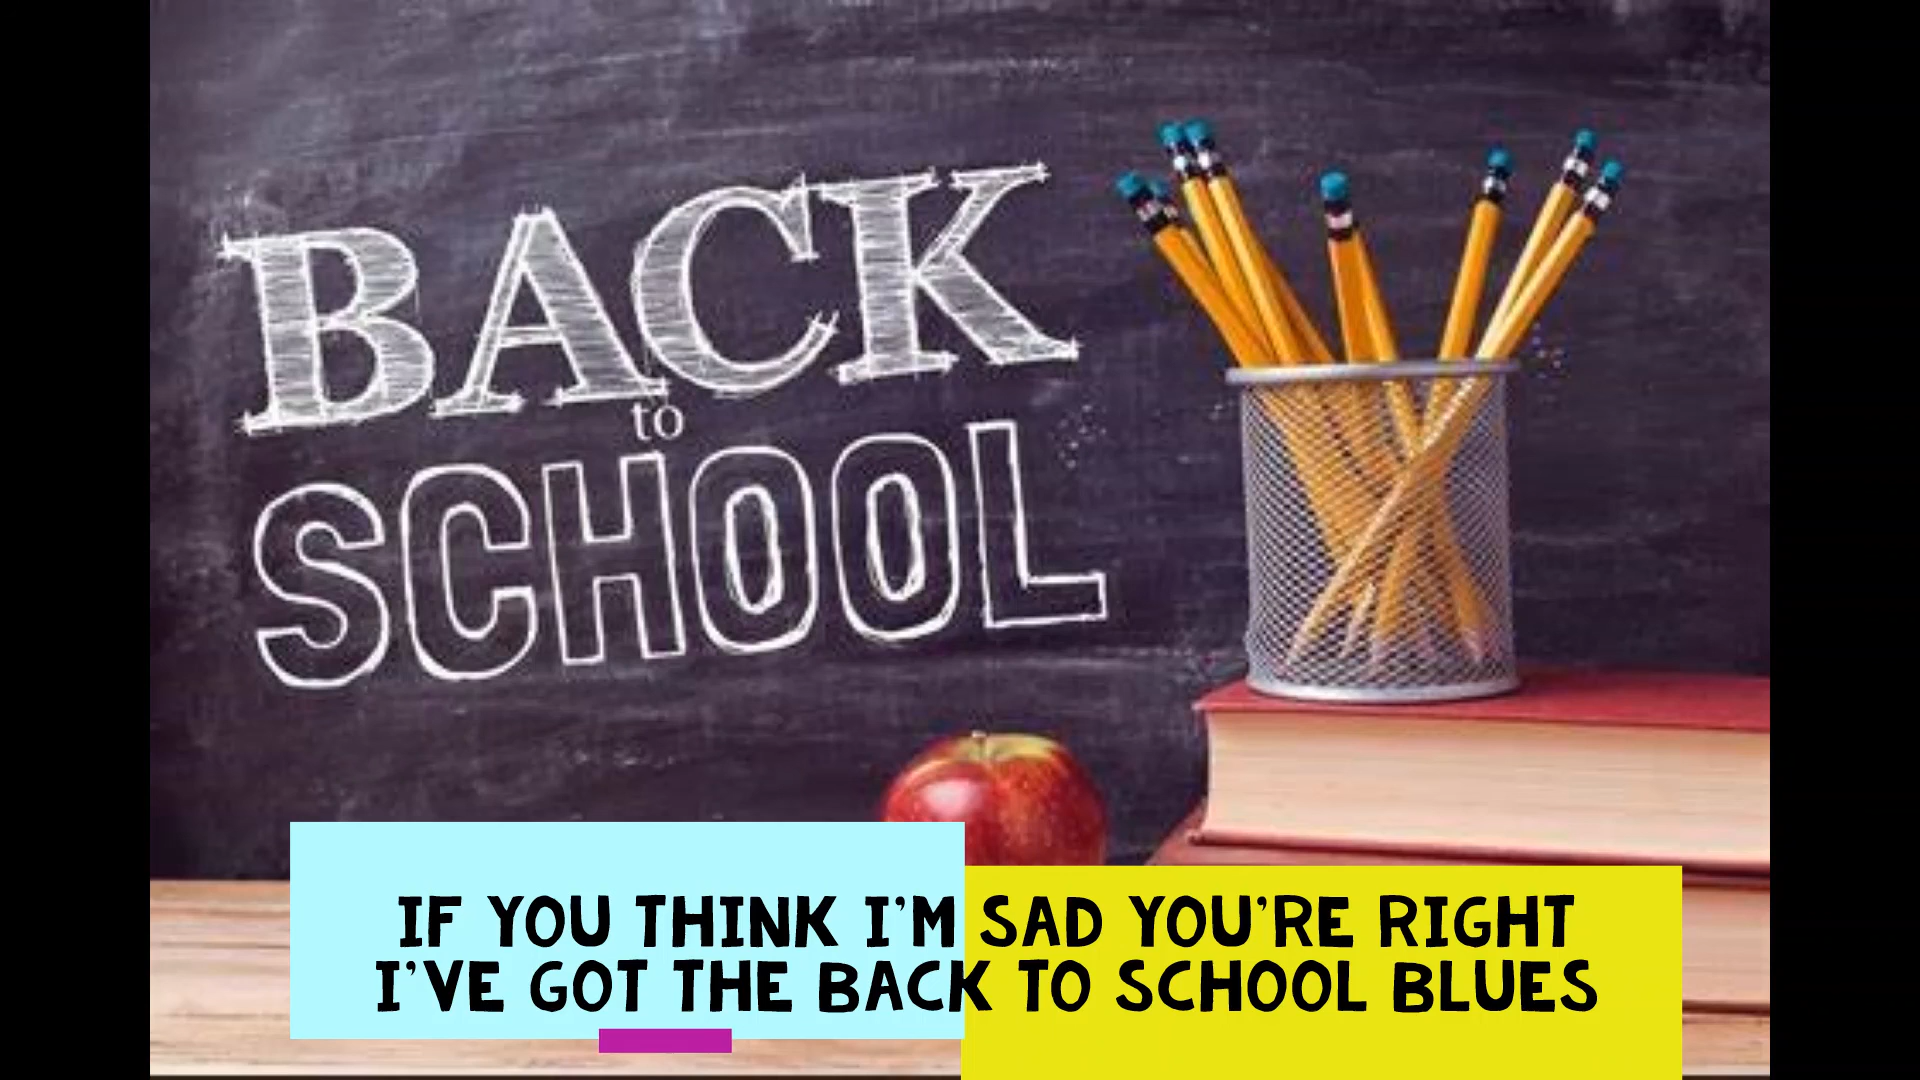 BACK
to
SCHOOL
IF YOU THINK I'M SAD YOU'RE RIGHT
I'VE GOT THE BACK TO SCHOOL BLUES